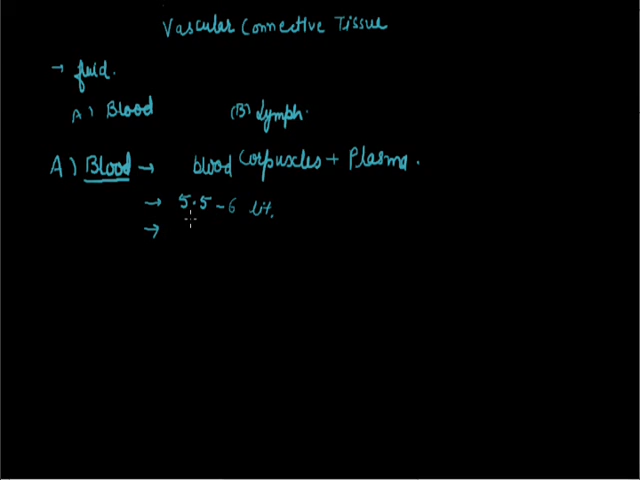 Vascular Connective Tissue
→ fluid.
A) Blood (B) Lymph.
A) Blood → blood Corpuscles + Plasma.
→ 5.5 - 6 lit.
→